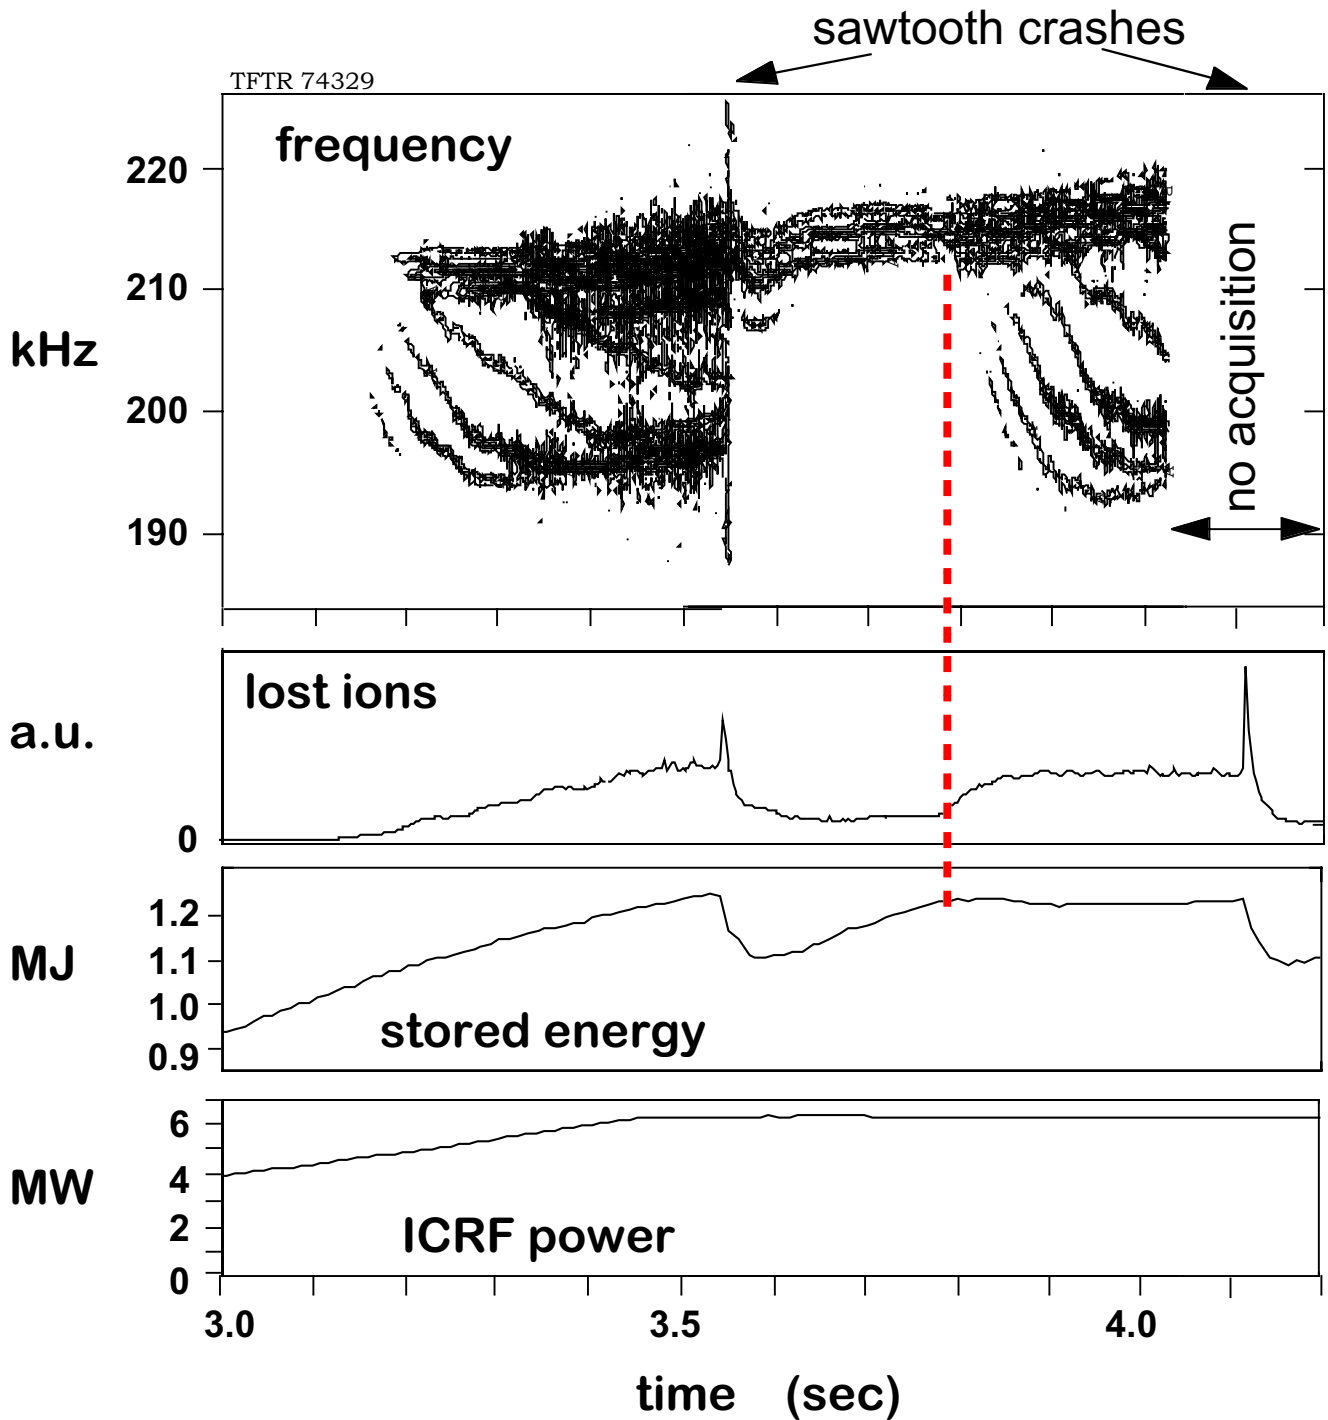 sawtooth crashes
TFTR 74329
frequency
220
210
kHz
200
190
no acquisition
lost ions
a.u.
0
1.2
MJ
1.1
1.0
0.9
stored energy
6
MW
4
2
0
ICRF power
3.0
3.5
4.0
time (sec)